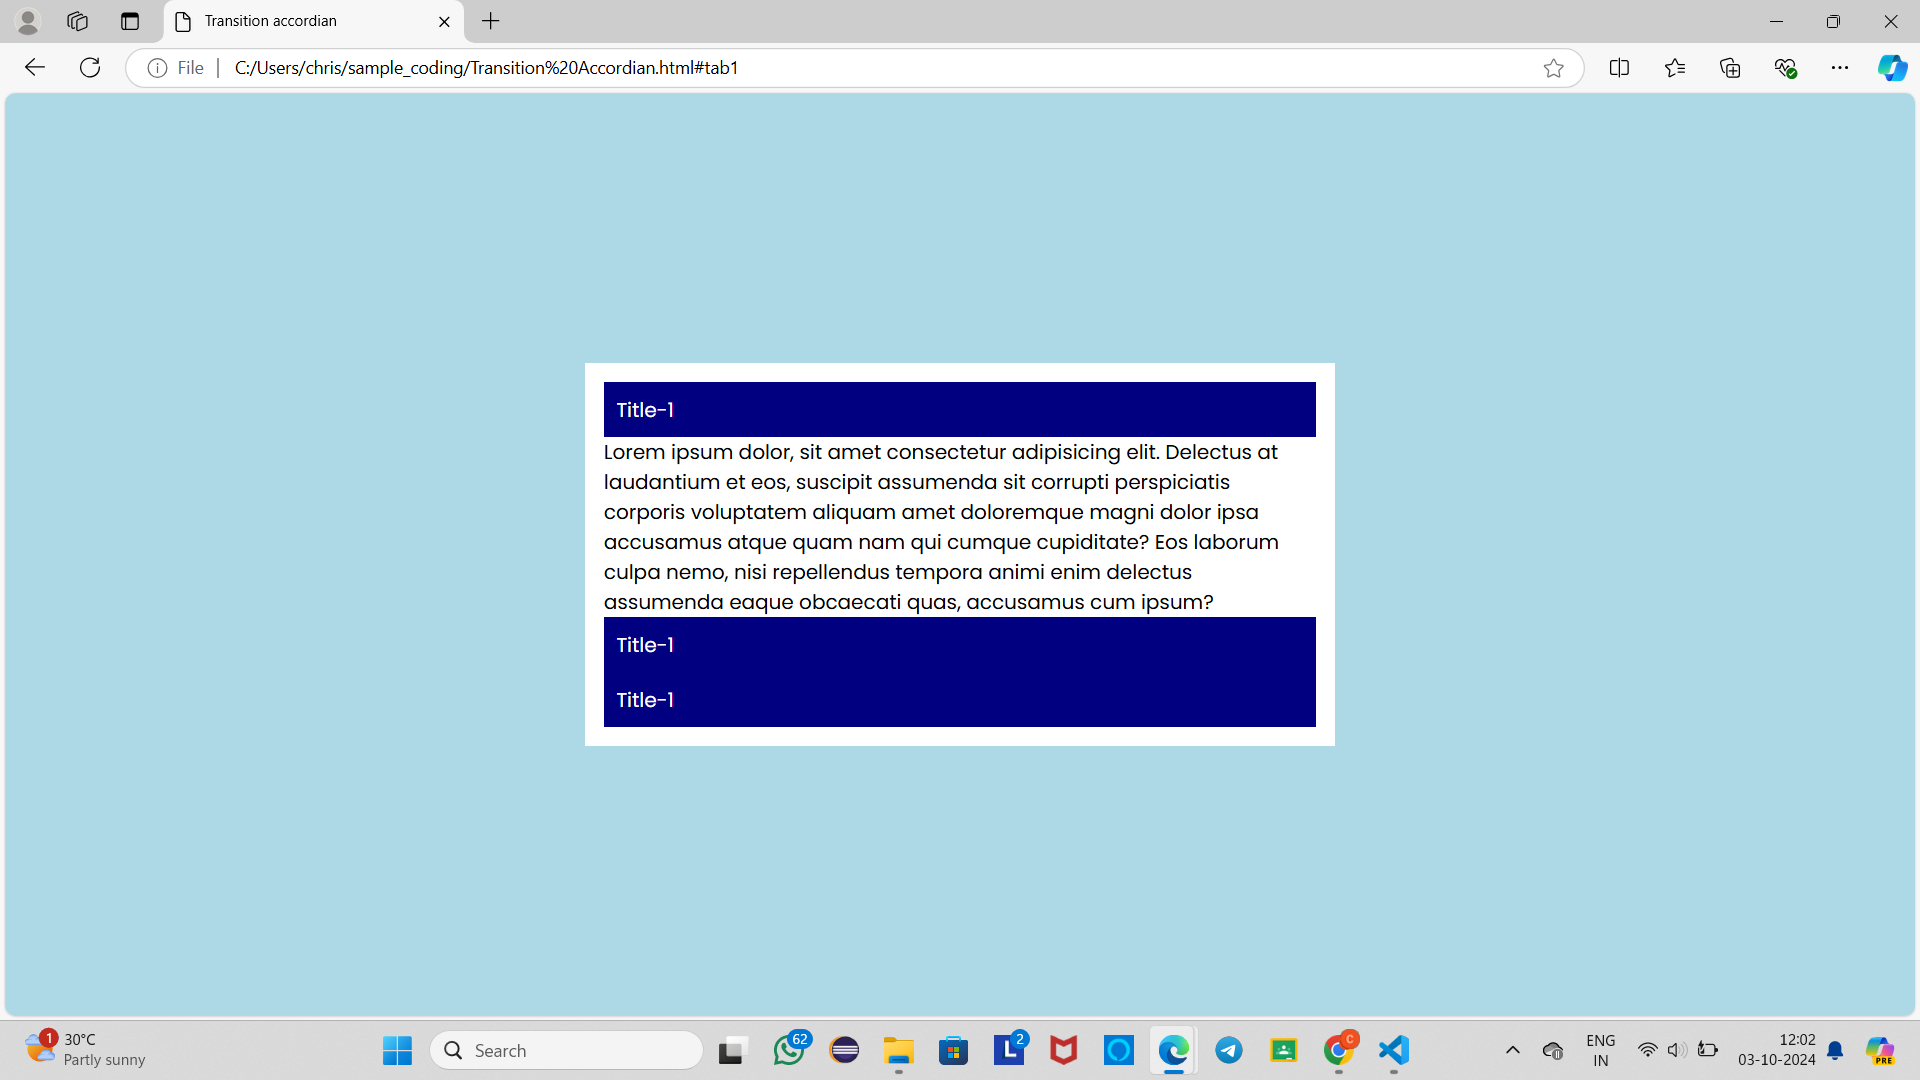 Transition accordian
File
C:/Users/chris/sample_coding/Transition%20Accordian.html#tab1
Title-1
Lorem ipsum dolor, sit amet consectetur adipisicing elit. Delectus at
laudantium et eos, suscipit assumenda sit corrupti perspiciatis
corporis voluptatem aliquam amet doloremque magni dolor ipsa
accusamus atque quam nam qui cumque cupiditate? Eos laborum
culpa nemo, nisi repellendus tempora animi enim delectus
assumenda eaque obcaecati quas, accusamus cum ipsum?
Title-1
Title-1
1
30°C
Partly sunny
Search
62
L
2
C
ENG
IN
12:02
03-10-2024
PRE